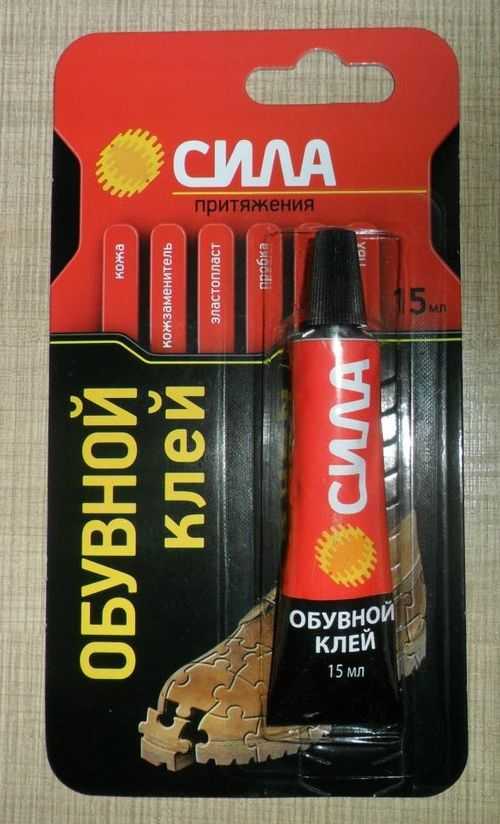 СИЛА
притяжения
кожа
кожзаменитель
эластопласт
пробка
15 мл
ОБУВНОЙ
клей
СИЛА
ОБУВНОЙ
КЛЕЙ
15 мл